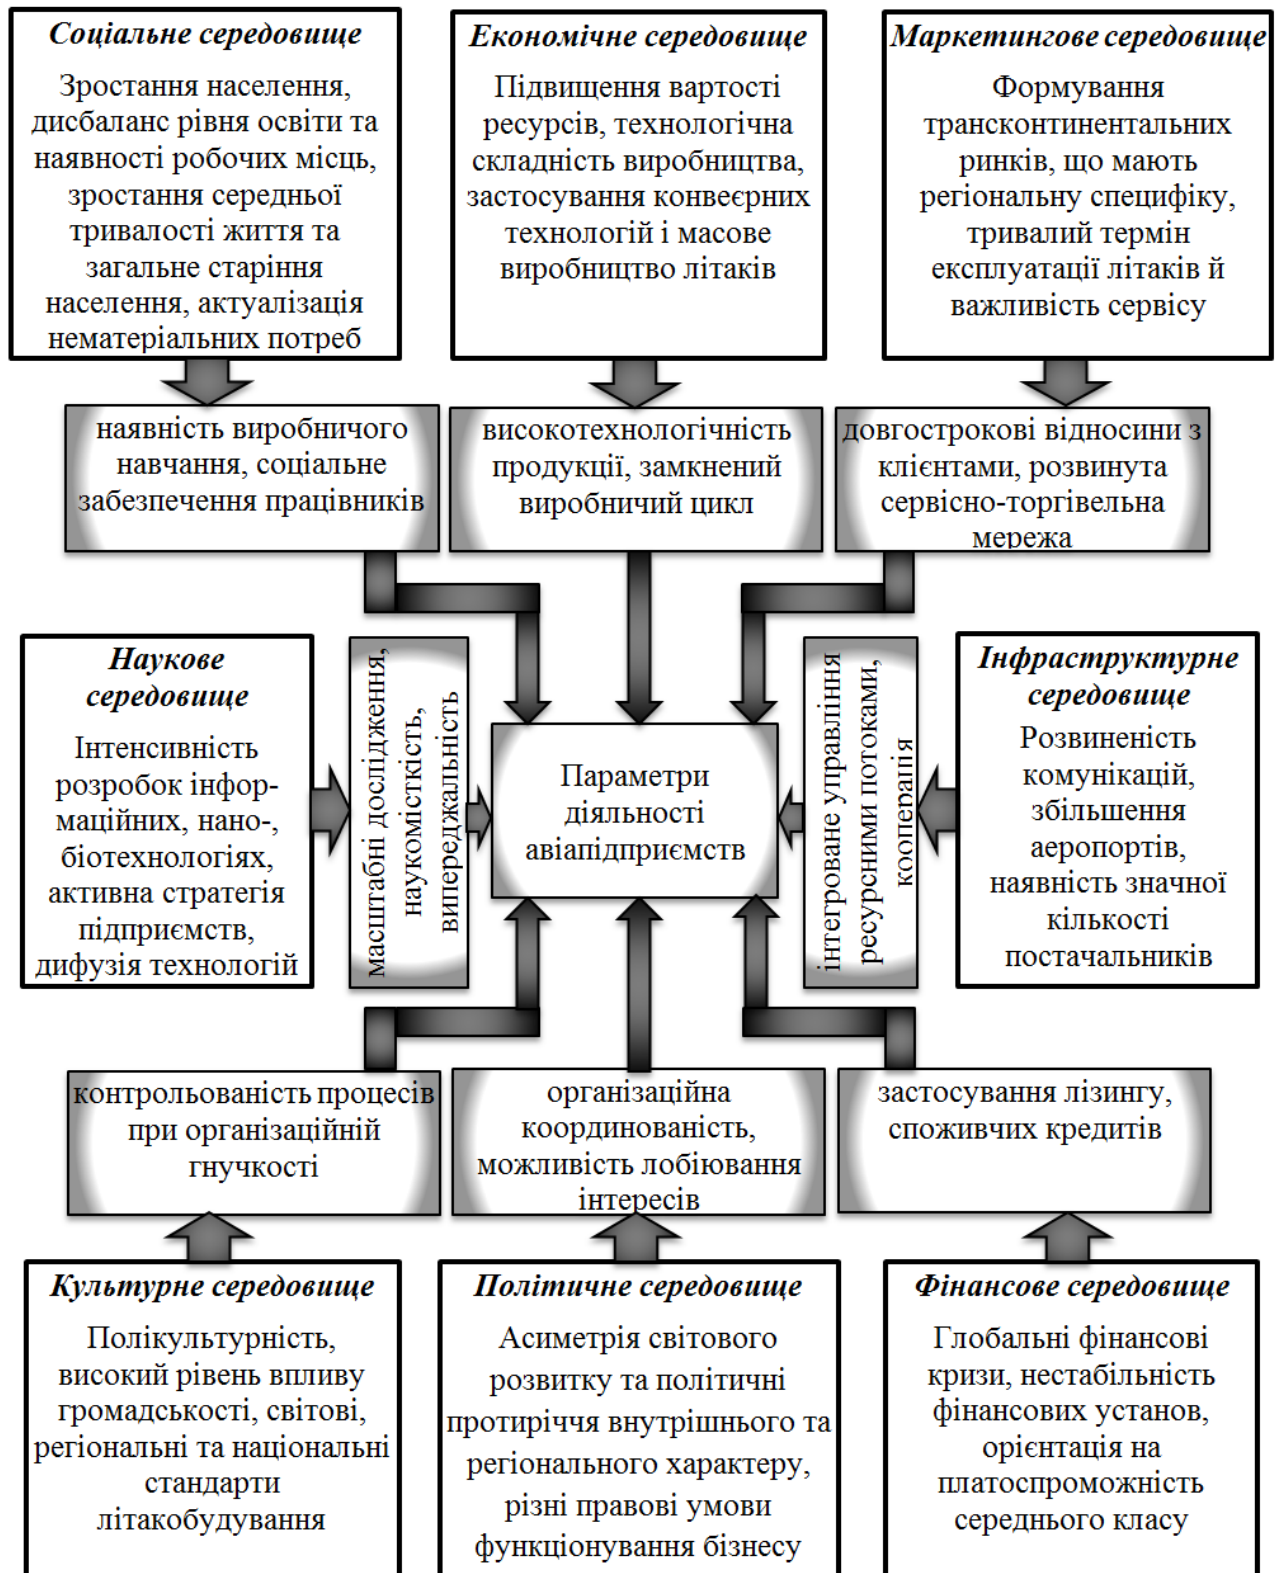 Соціальне середовище
Зростання населення,
дисбаланс рівня освіти та
наявності робочих місць,
зростання середньої
тривалості життя та
загальне старіння
населення, актуалізація
нематеріальних потреб
Економічне середовище
Підвищення вартості
ресурсів, технологічна
складність виробництва,
застосування конвеєрних
технологій і масове
виробництво літаків
Маркетингове середовище
Формування
трансконтинентальних
ринків, що мають
регіональну специфіку,
тривалий термін
експлуатації літаків й
важливість сервісу
наявність виробничого
навчання, соціальне
забезпечення працівників
високотехнологічність
продукції, замкнений
виробничий цикл
довгострокові відносини з
клієнтами, розвинута
сервісно-торгівельна
мережа
Наукове
середовище
Інтенсивність
розробок інфор-
маційних, нано-,
біотехнологіях,
активна стратегія
підприємств,
дифузія технологій
масштабні дослідження,
наукомісткість,
випереджальність
Параметри
діяльності
авіапідприємств
інтегроване управління
ресурсними потоками,
кооперація
Інфраструктурне
середовище
Розвиненість
комунікацій,
збільшення
аеропортів,
наявність значної
кількості
постачальників
контрольованість процесів
при організаційній
гнучкості
організаційна
координованість,
можливість лобіювання
інтересів
застосування лізингу,
споживчих кредитів
Культурне середовище
Полікультурність,
високий рівень впливу
громадськості, світові,
регіональні та національні
стандарти
літакобудування
Політичне середовище
Асиметрія світового
розвитку та політичні
протиріччя внутрішнього та
регіонального характеру,
різні правові умови
функціонування бізнесу
Фінансове середовище
Глобальні фінансові
кризи, нестабільність
фінансових установ,
орієнтація на
платоспроможність
середнього класу